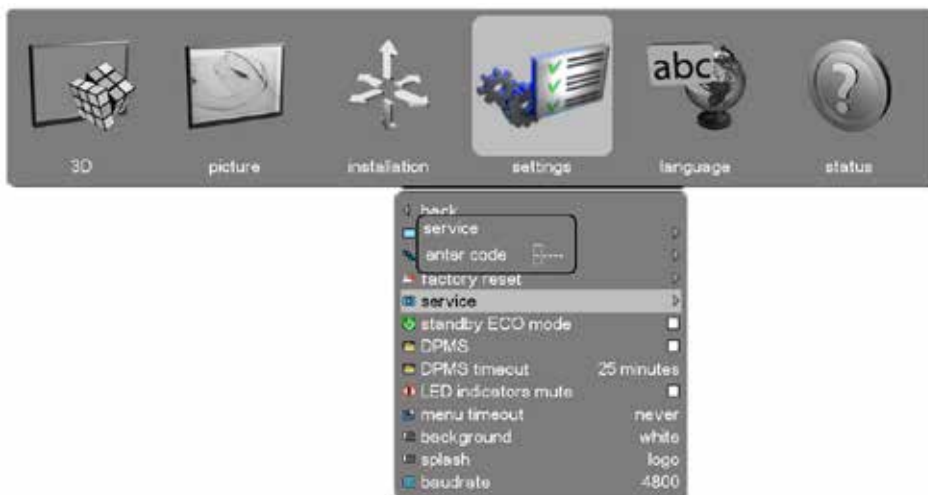 abc
3D picture installation settings language status
back
service
enter code -----
factory reset
service
standby ECO mode
DPMS
DPMS timeout 25 minutes
LED indicators mute
menu timeout never
background white
splash logo
baudrate 4800